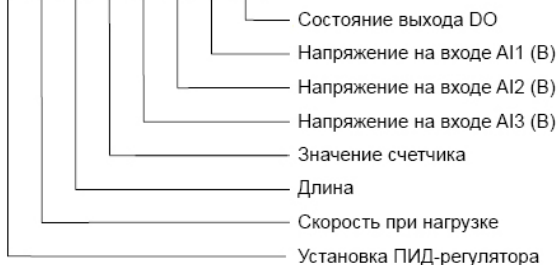 Состояние выхода DO
Напряжение на входе AI1 (В)
Напряжение на входе AI2 (В)
Напряжение на входе AI3 (В)
Значение счетчика
Длина
Скорость при нагрузке
Установка ПИД-регулятора